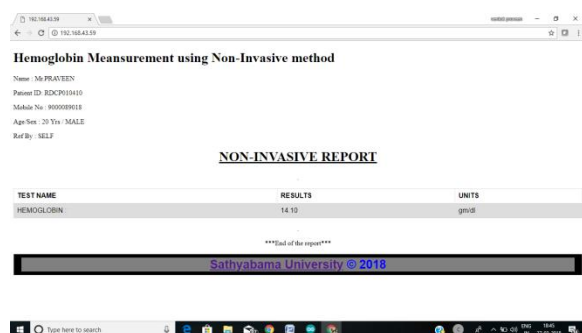 192.168.43.59
192.168.43.59
Hemoglobin Meansurement using Non-Invasive method
Name : Mr.PRAVEEN
Patient ID: RDCP010410
Mobile No : 9000089018
Age/Sex : 20 Yrs / MALE
Ref By : SELF
NON-INVASIVE REPORT
TEST NAME RESULTS UNITS
HEMOGLOBIN : 14.10 gm/dl
***End of the report***
Sathyabama University © 2018
Type here to search ENG 16:45
IN